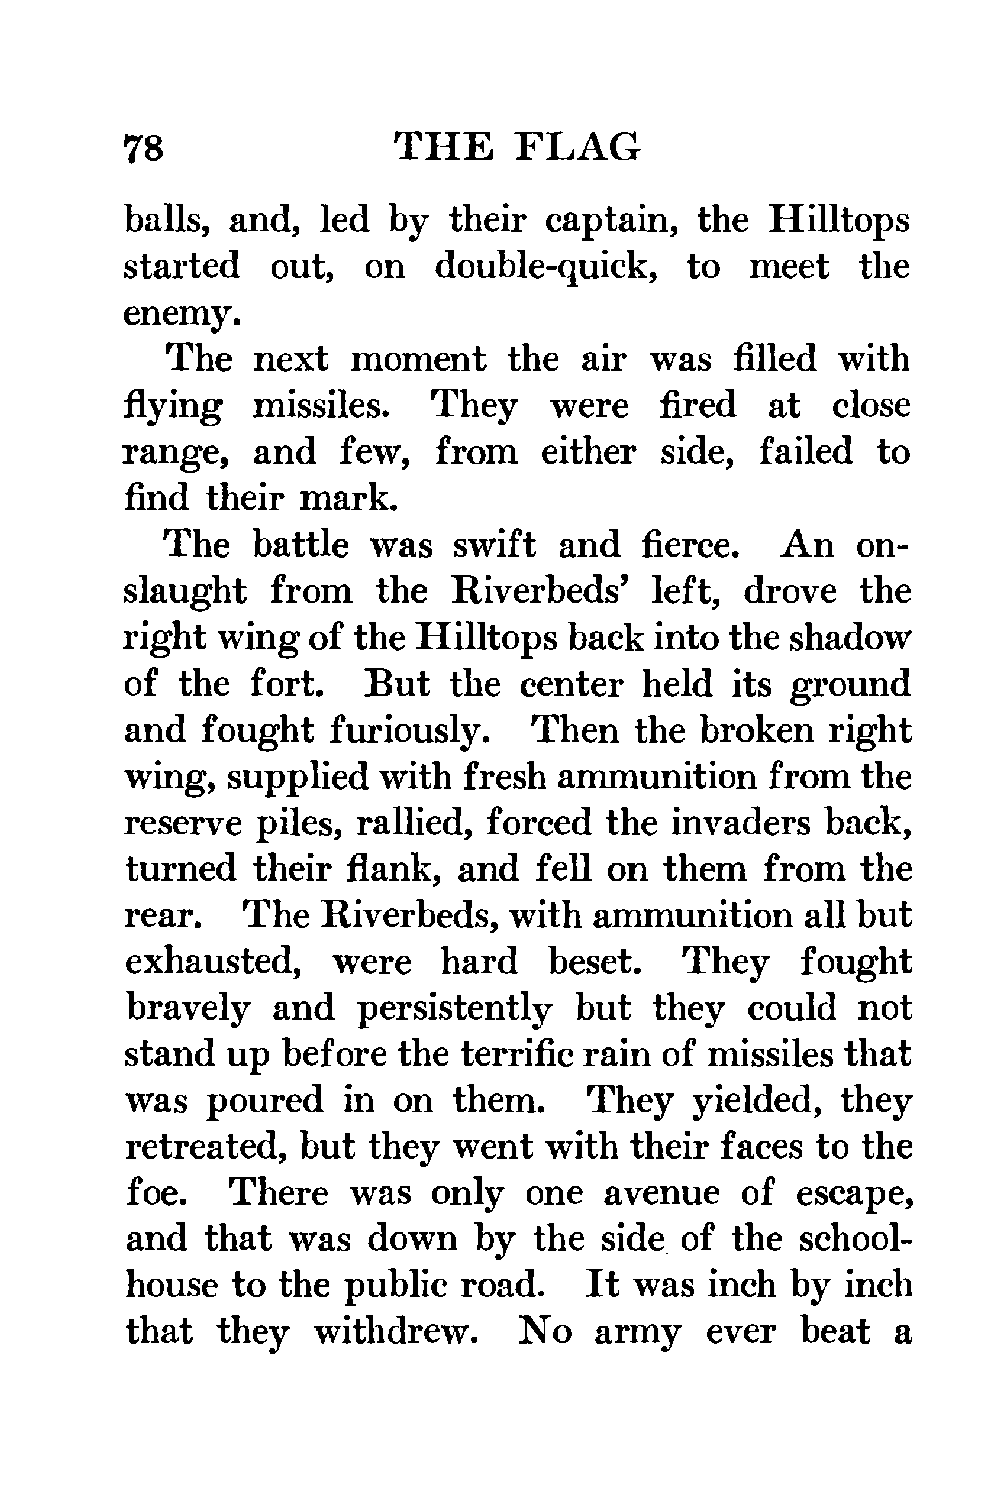 78 THE FLAG
balls, and, led by their captain, the Hilltops
started out, on double-quick, to meet the
enemy.
The next moment the air was filled with
flying missiles. They were fired at close
range, and few, from either side, failed to
find their mark.
The battle was swift and fierce. An on-
slaught from the Riverbeds’ left, drove the
right wing of the Hilltops back into the shadow
of the fort. But the center held its ground
and fought furiously. Then the broken right
wing, supplied with fresh ammunition from the
reserve piles, rallied, forced the invaders back,
turned their flank, and fell on them from the
rear. The Riverbeds, with ammunition all but
exhausted, were hard beset. They fought
bravely and persistently but they could not
stand up before the terrific rain of missiles that
was poured in on them. They yielded, they
retreated, but they went with their faces to the
foe. There was only one avenue of escape,
and that was down by the side of the school-
house to the public road. It was inch by inch
that they withdrew. No army ever beat a